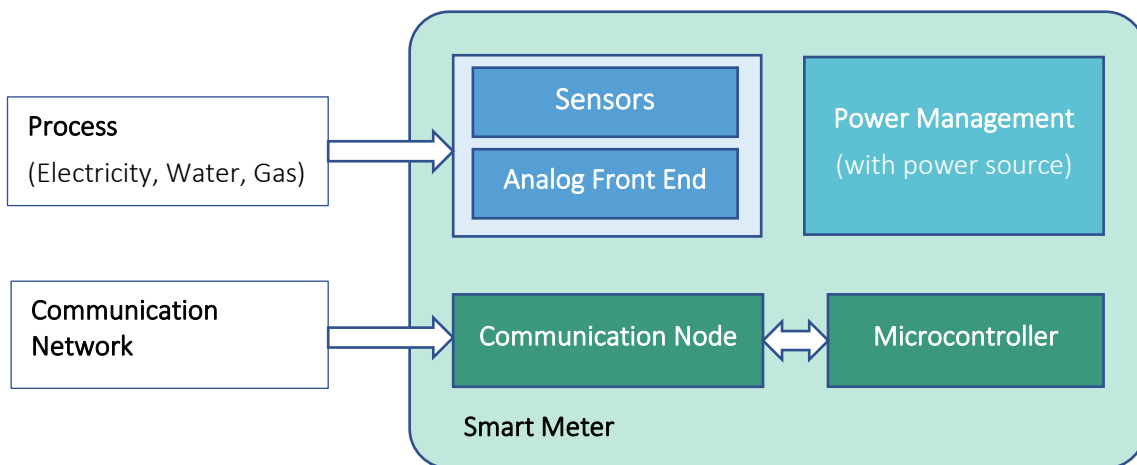 Process
(Electricity, Water, Gas)
Sensors
Analog Front End
Power Management
(with power source)
Communication
Network
Communication Node
Microcontroller
Smart Meter